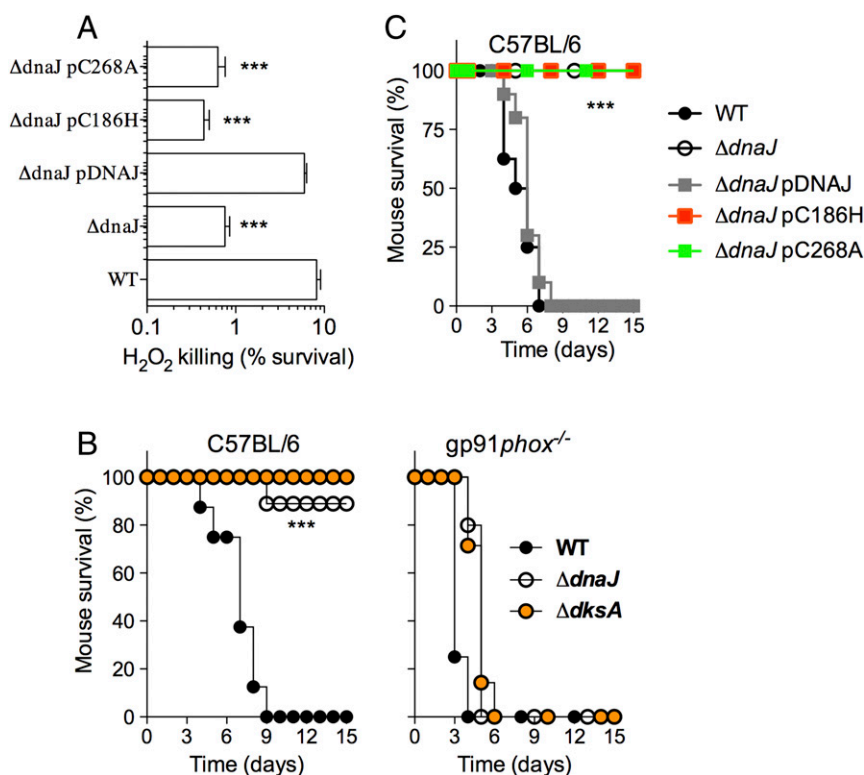 A
ΔdnaJ pC268A
***
ΔdnaJ pC186H
***
ΔdnaJ pDNAJ
ΔdnaJ
***
WT
0.1 1 10
H2O2 killing (% survival)
C
C57BL/6
Mouse survival (%)
100
75
50
25
0
***
0 3 6 9 12 15
Time (days)
WT
ΔdnaJ
ΔdnaJ pDNAJ
ΔdnaJ pC186H
ΔdnaJ pC268A
B
C57BL/6
Mouse survival (%)
100
80
60
40
20
0
***
0 3 6 9 12 15
Time (days)
gp91phox-/-
WT
ΔdnaJ
ΔdksA
0 3 6 9 12 15
Time (days)